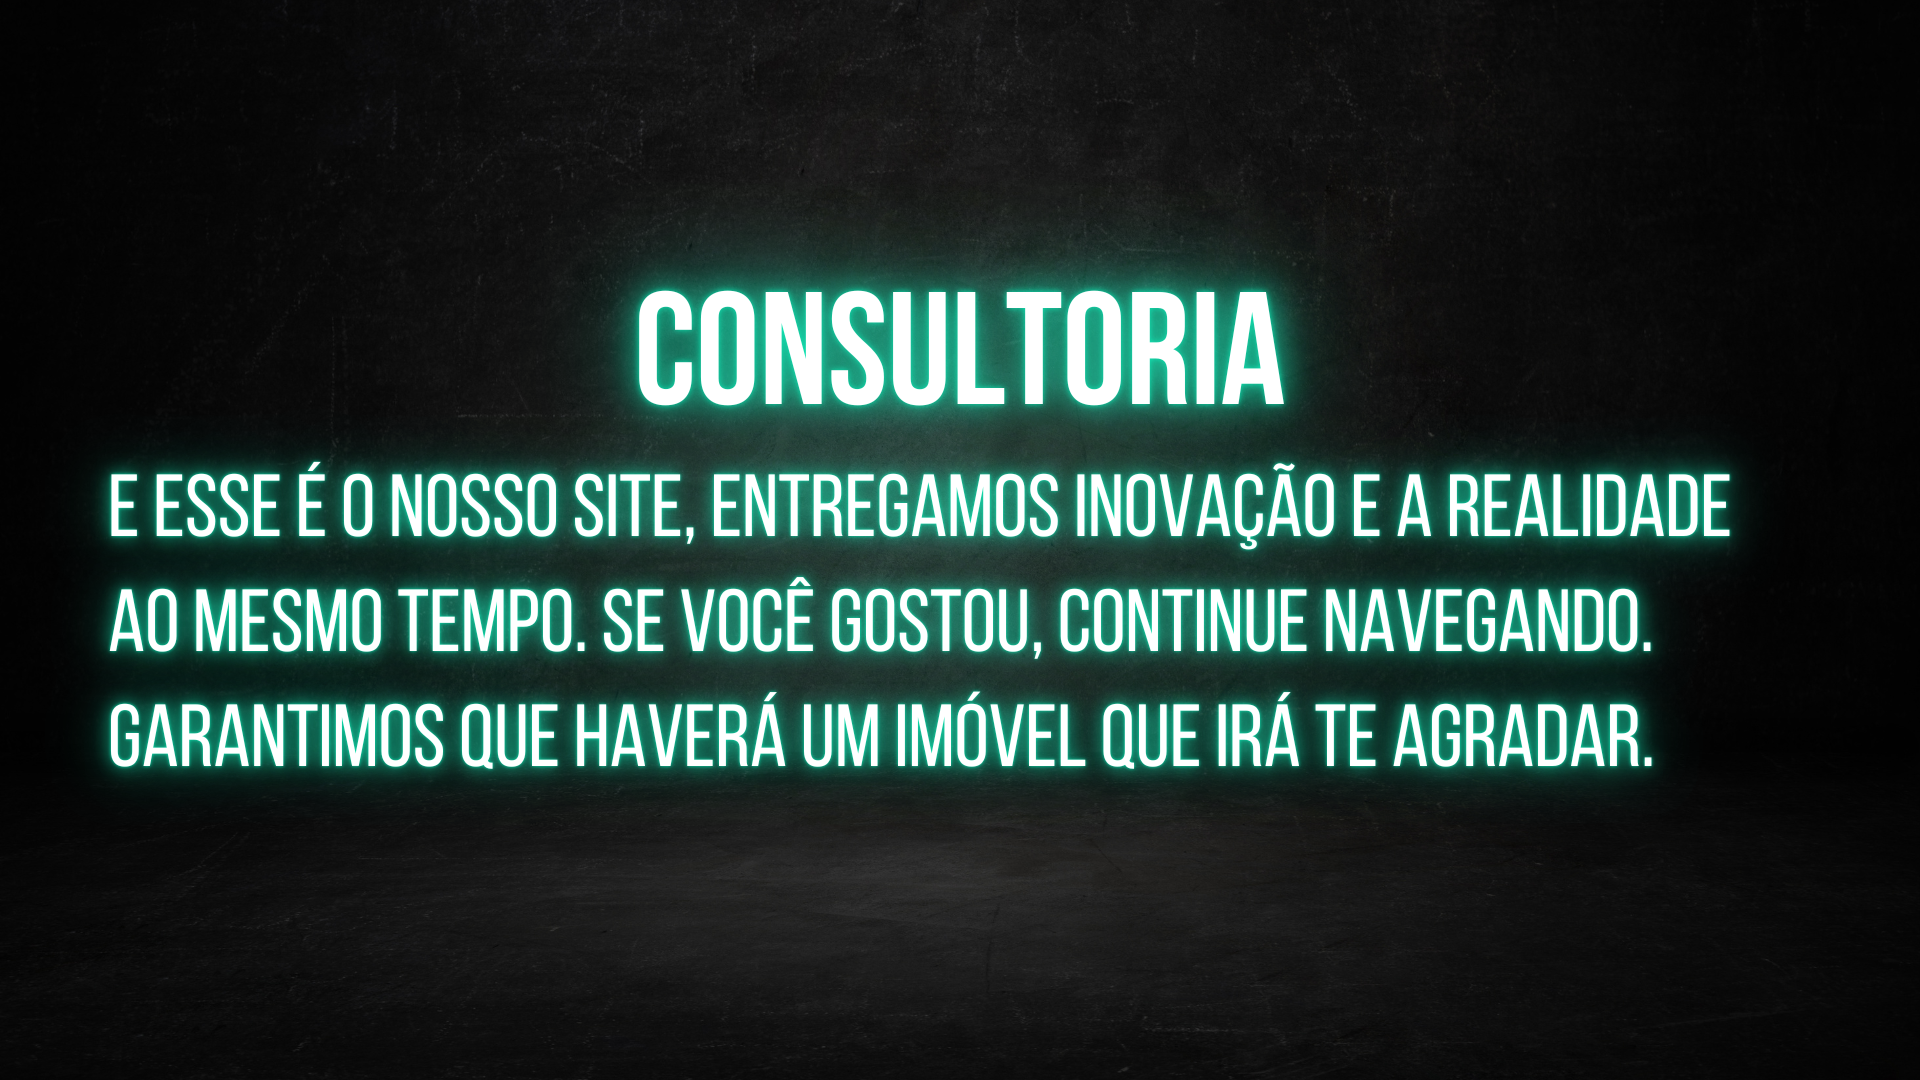 CONSULTORIA
E ESSE É O NOSSO SITE, ENTREGAMOS INOVAÇÃO E A REALIDADE
AO MESMO TEMPO. SE VOCÊ GOSTOU, CONTINUE NAVEGANDO.
GARANTIMOS QUE HAVERÁ UM IMÓVEL QUE IRÁ TE AGRADAR.